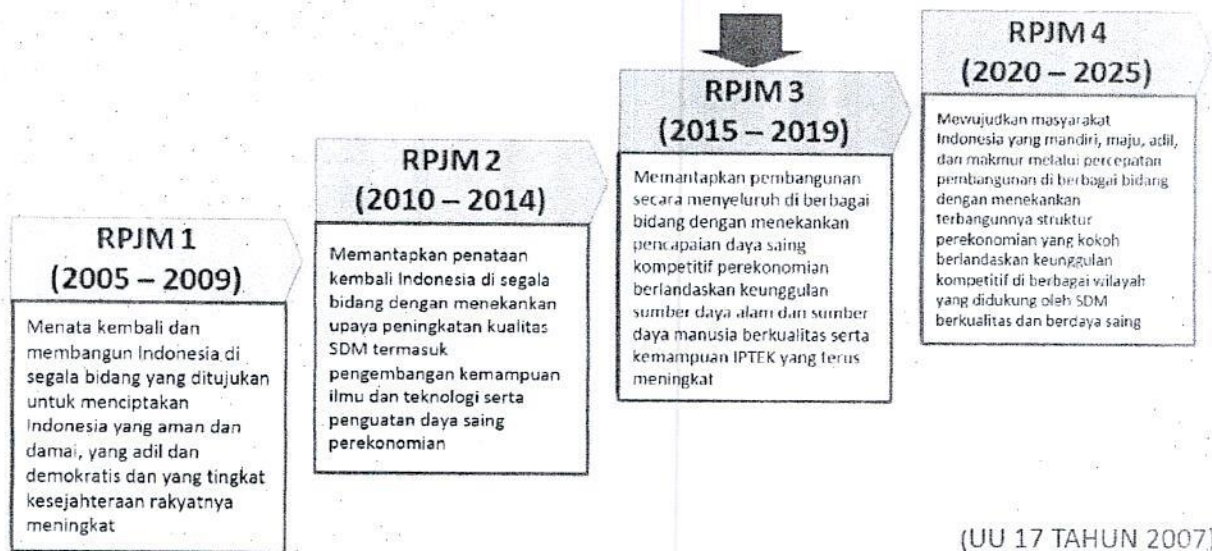 RPJM 1
(2005 – 2009)
Menata kembali dan
membangun Indonesia di
segala bidang yang ditujukan
untuk menciptakan
Indonesia yang aman dan
damai, yang adil dan
demokratis dan yang tingkat
kesejahteraan rakyatnya
meningkat
RPJM 2
(2010 – 2014)
Memantapkan penataan
kembali Indonesia di segala
bidang dengan menekankan
upaya peningkatan kualitas
SDM termasuk
pengembangan kemampuan
ilmu dan teknologi serta
penguatan daya saing
perekonomian
RPJM 3
(2015 – 2019)
Memantapkan pembangunan
secara menyeluruh di berbagai
bidang dengan menekankan
pencapaian daya saing
kompetitif perekonomian
berlandaskan keunggulan
sumber daya alam dan sumber
daya manusia berkualitas serta
kemampuan IPTEK yang terus
meningkat
RPJM 4
(2020 – 2025)
Mewujudkan masyarakat
Indonesia yang mandiri, maju, adil,
dan makmur melalui percepatan
pembangunan di berbagai bidang
dengan menekankan
terbangunnya struktur
perekonomian yang kokoh
berlandaskan keunggulan
kompetitif di berbagai wilayah
yang didukung oleh SDM
berkualitas dan berdaya saing
(UU 17 TAHUN 2007)